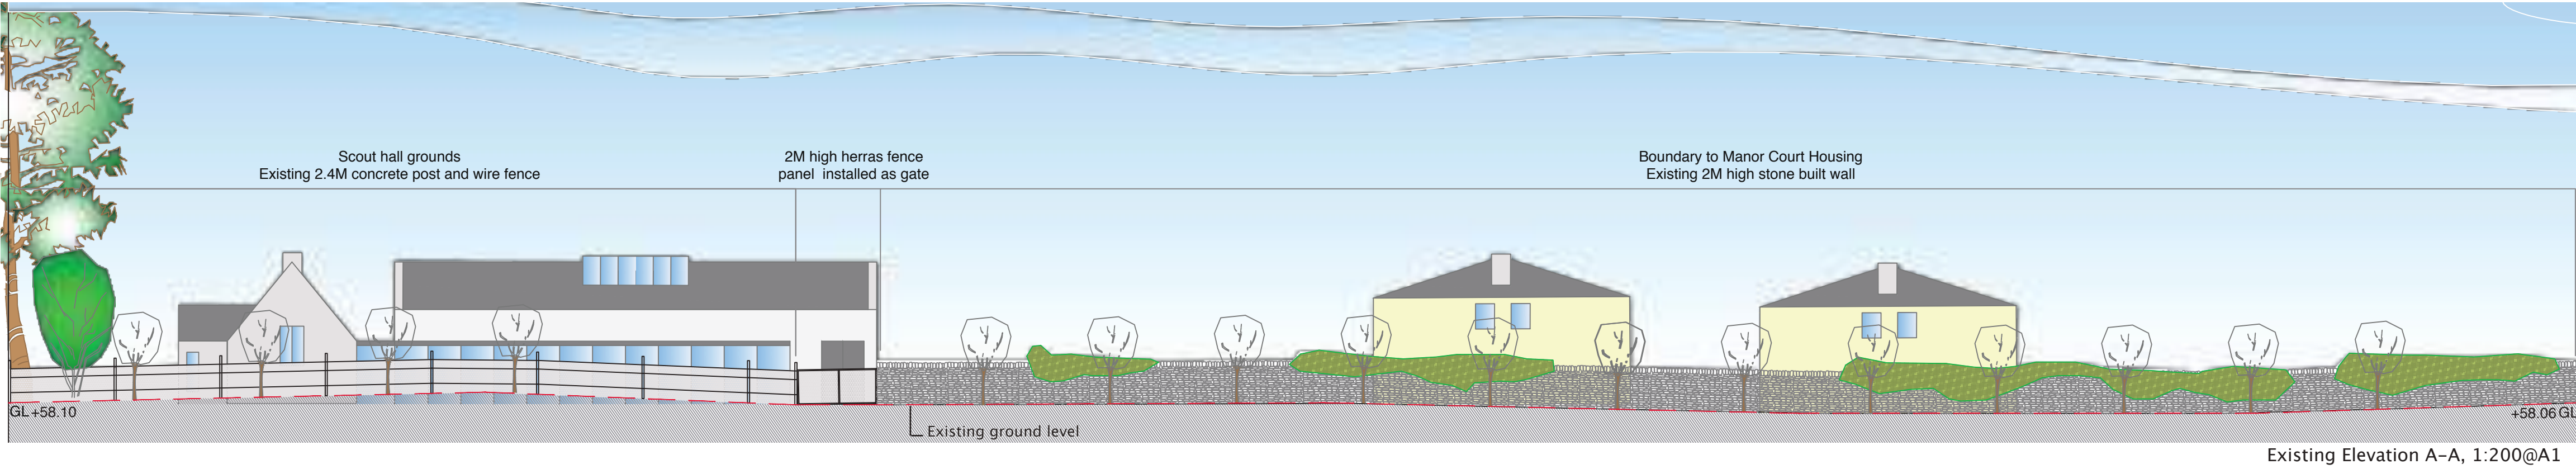 Scout hall grounds
Existing 2.4M concrete post and wire fence
2M high herras fence
panel installed as gate
Boundary to Manor Court Housing
Existing 2M high stone built wall
GL +58.10
+58.06 GL
Existing ground level
Existing Elevation A-A, 1:200@A1